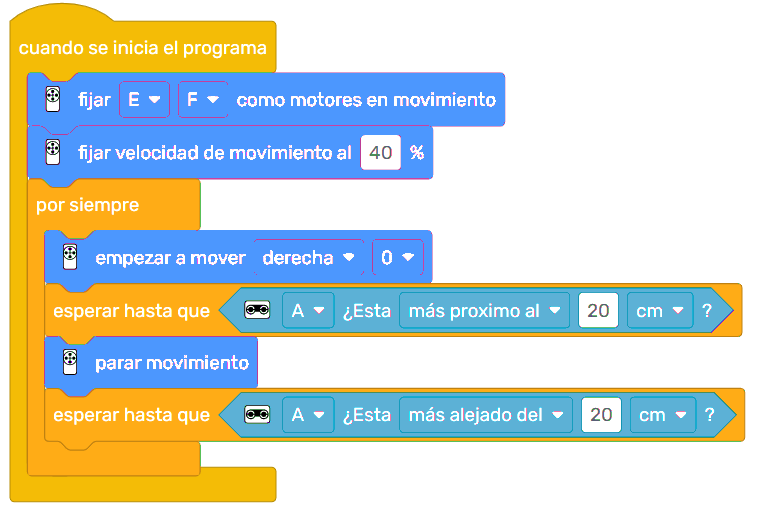 cuando se inicia el programa
fijar E F como motores en movimiento
fijar velocidad de movimiento al 40 %
por siempre
empezar a mover derecha 0
esperar hasta que A ¿Esta más proximo al 20 cm ?
parar movimiento
esperar hasta que A ¿Esta más alejado del 20 cm ?